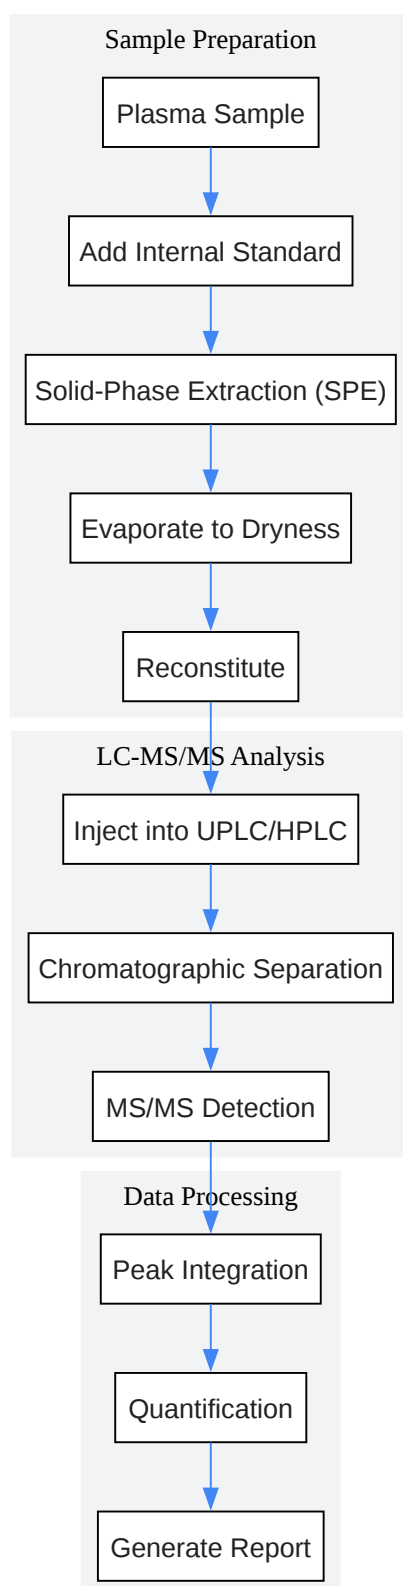 Sample Preparation
Plasma Sample
Add Internal Standard
Solid-Phase Extraction (SPE)
Evaporate to Dryness
Reconstitute
LC-MS/MS Analysis
Inject into UPLC/HPLC
Chromatographic Separation
MS/MS Detection
Data Processing
Peak Integration
Quantification
Generate Report